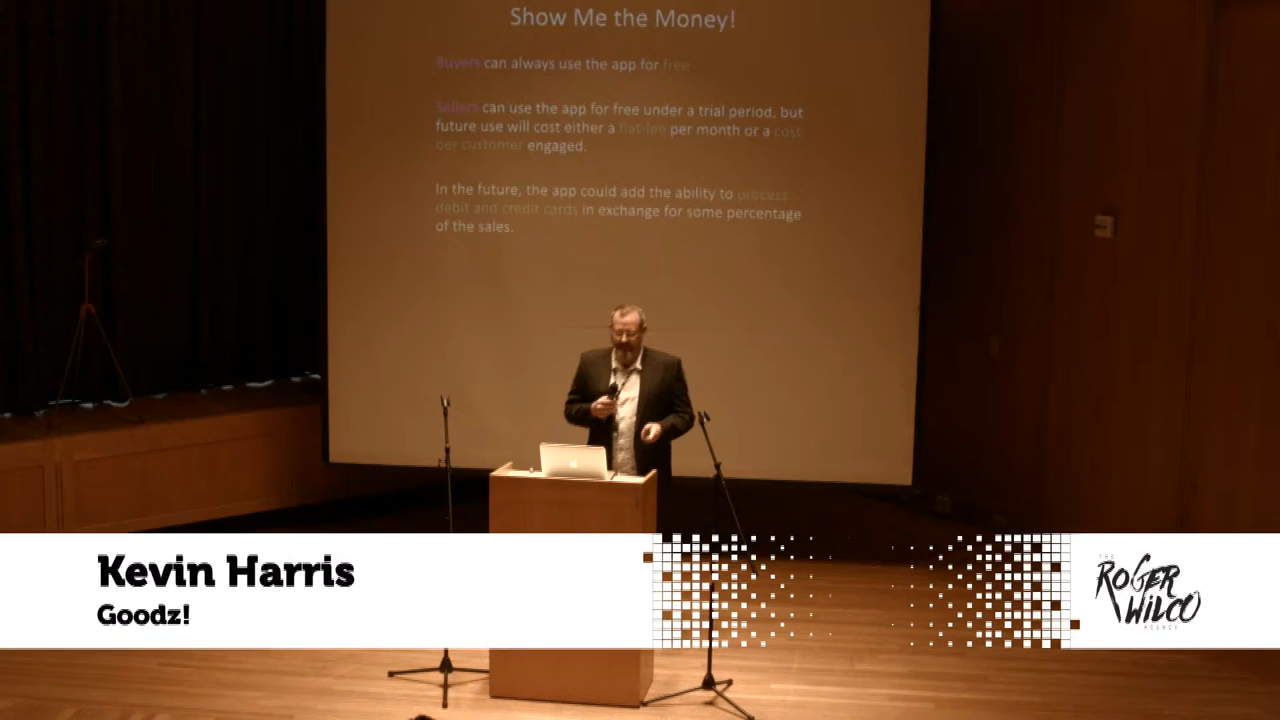 Show Me the Money!
Buyers can always use the app for free
Sellers can use the app for free under a trial period, but
future use will cost either a flat-fee per month or a cost
per customer engaged.
In the future, the app could add the ability to process
debit and credit cards in exchange for some percentage
of the sales.
Kevin Harris
Goodz!
THE
ROGER
WILCO
AGENCY